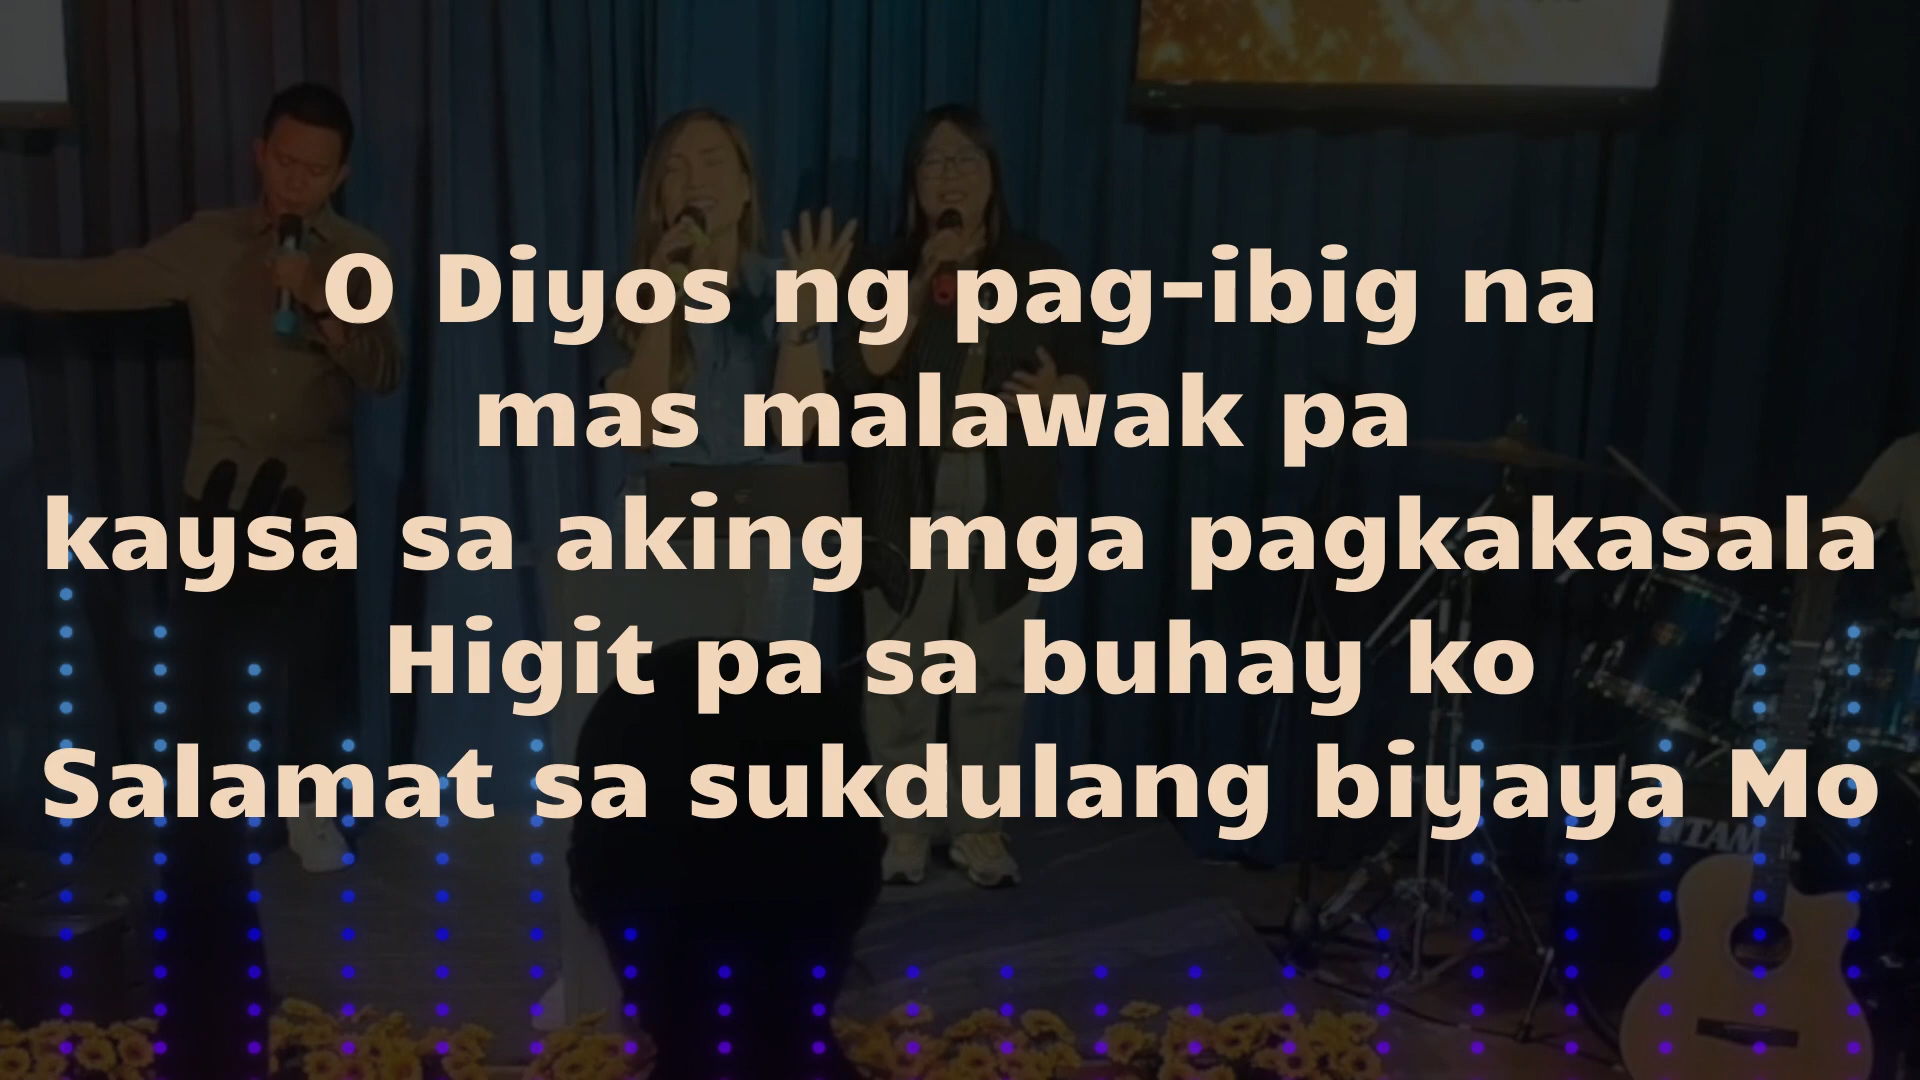 O Diyos ng pag-ibig na
mas malawak pa
kaysa sa aking mga pagkakasala
Higit pa sa buhay ko
Salamat sa sukdulang biyaya Mo
TAMA